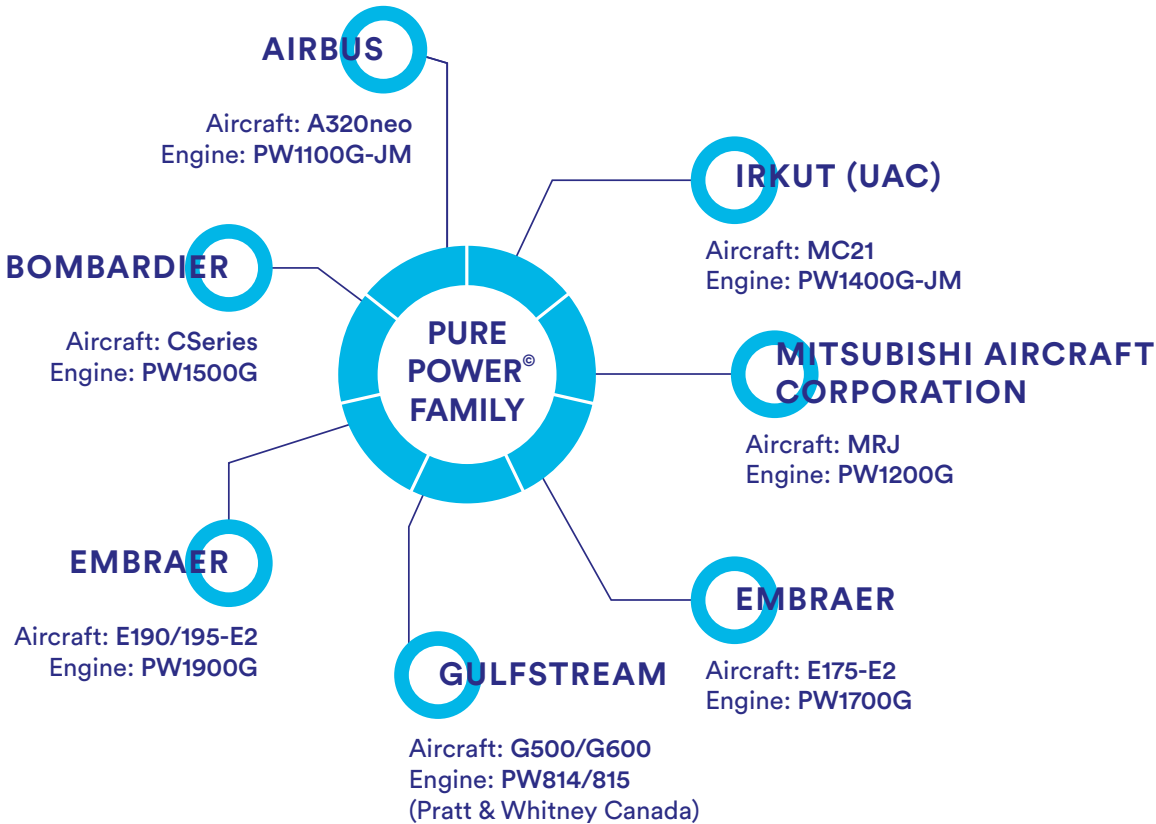 AIRBUS
Aircraft: A320neo
Engine: PW1100G-JM
IRKUT (UAC)
Aircraft: MC21
Engine: PW1400G-JM
BOMBARDIER
Aircraft: CSeries
Engine: PW1500G
PURE
POWER©
FAMILY
MITSUBISHI AIRCRAFT
CORPORATION
Aircraft: MRJ
Engine: PW1200G
EMBRAER
Aircraft: E190/195-E2
Engine: PW1900G
GULFSTREAM
Aircraft: G500/G600
Engine: PW814/815
(Pratt & Whitney Canada)
EMBRAER
Aircraft: E175-E2
Engine: PW1700G